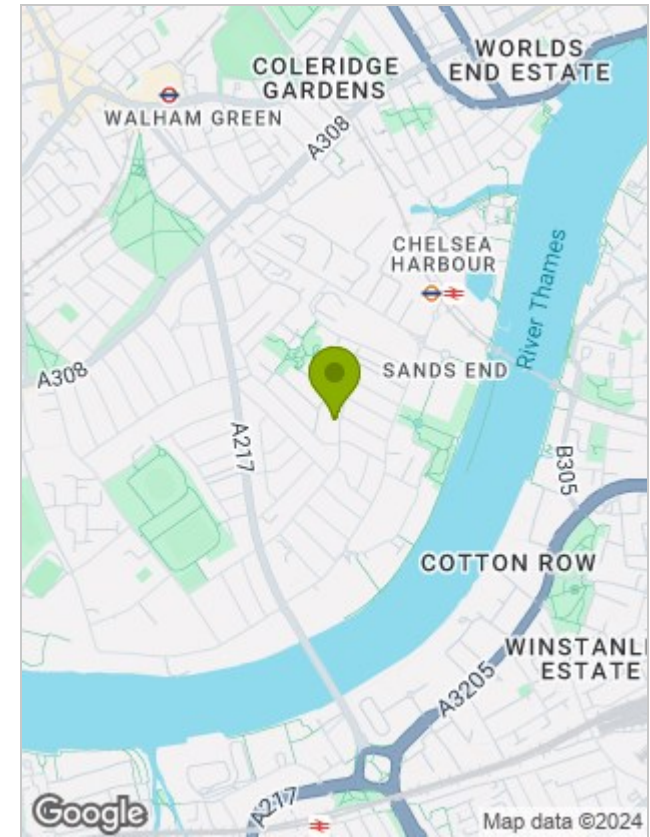 WORLDS
END ESTATE
COLERIDGE
GARDENS
WALHAM GREEN
A308
CHELSEA
HARBOUR
River Thames
A308
SANDS END
A217
B305
COTTON ROW
WINSTANL
ESTATE
A3205
A217
Google
Map data ©2024